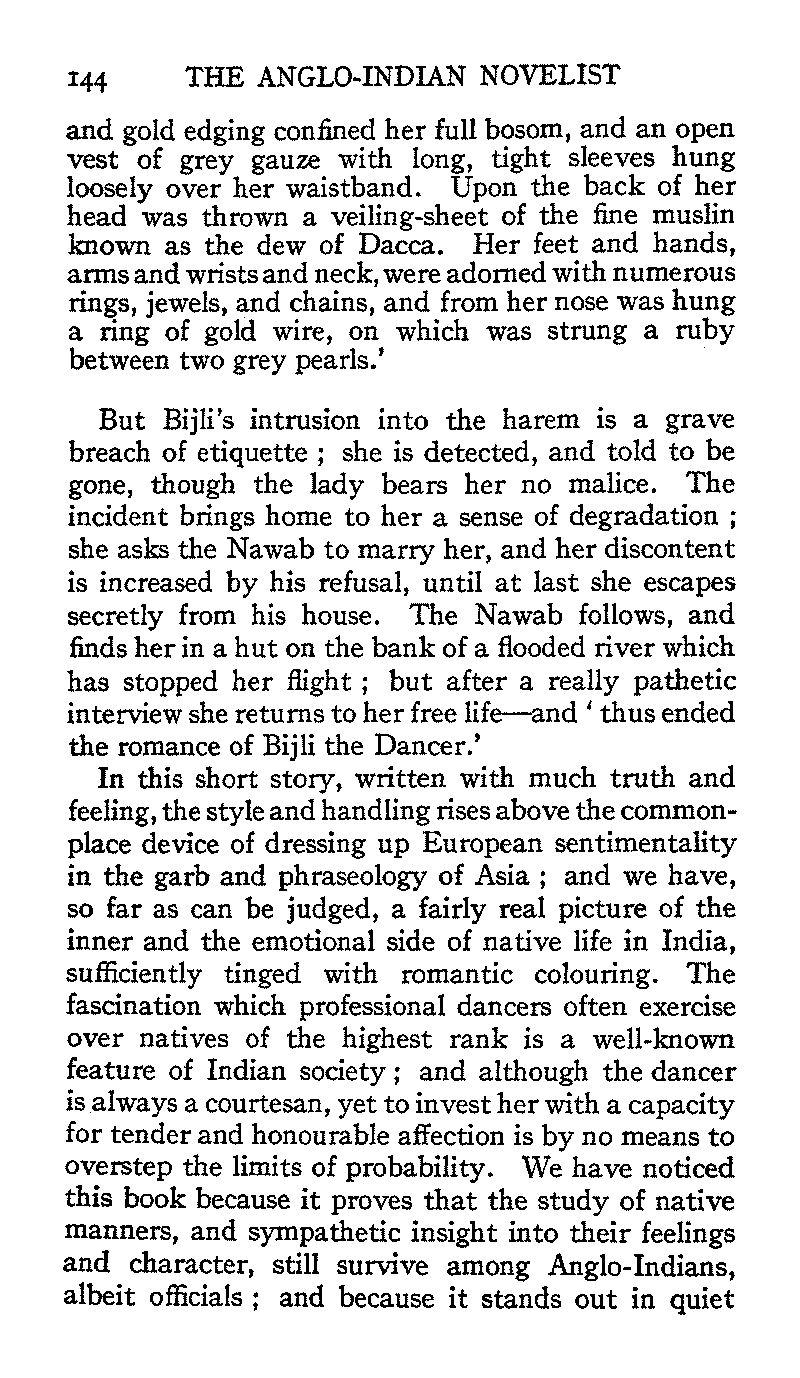 144 THE ANGLO-INDIAN NOVELIST
and gold edging confined her full bosom, and an open
vest of grey gauze with long, tight sleeves hung
loosely over her waistband. Upon the back of her
head was thrown a veiling-sheet of the fine muslin
known as the dew of Dacca. Her feet and hands,
arms and wrists and neck, were adorned with numerous
rings, jewels, and chains, and from her nose was hung
a ring of gold wire, on which was strung a ruby
between two grey pearls.'
But Bijli's intrusion into the harem is a grave
breach of etiquette ; she is detected, and told to be
gone, though the lady bears her no malice. The
incident brings home to her a sense of degradation ;
she asks the Nawab to marry her, and her discontent
is increased by his refusal, until at last she escapes
secretly from his house. The Nawab follows, and
finds her in a hut on the bank of a flooded river which
has stopped her flight ; but after a really pathetic
interview she returns to her free life—and ' thus ended
the romance of Bijli the Dancer.'
In this short story, written with much truth and
feeling, the style and handling rises above the common-
place device of dressing up European sentimentality
in the garb and phraseology of Asia ; and we have,
so far as can be judged, a fairly real picture of the
inner and the emotional side of native life in India,
sufficiently tinged with romantic colouring. The
fascination which professional dancers often exercise
over natives of the highest rank is a well-known
feature of Indian society ; and although the dancer
is always a courtesan, yet to invest her with a capacity
for tender and honourable affection is by no means to
overstep the limits of probability. We have noticed
this book because it proves that the study of native
manners, and sympathetic insight into their feelings
and character, still survive among Anglo-Indians,
albeit officials ; and because it stands out in quiet